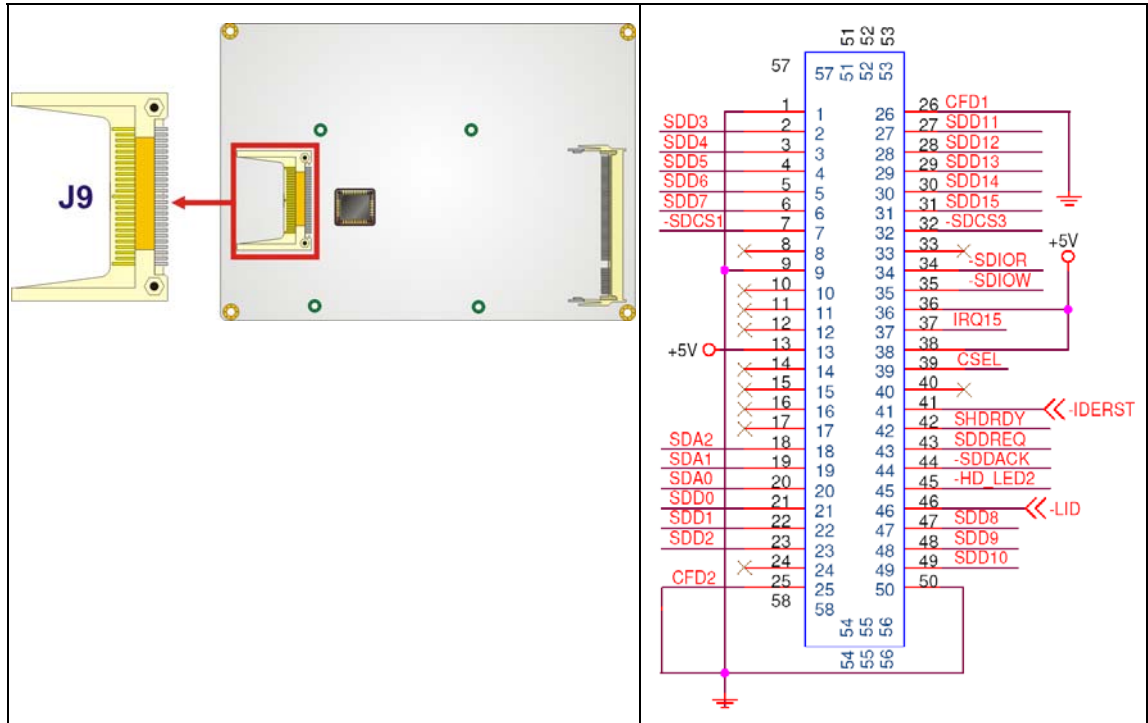 J9
51 52 53
57
57 51 52 53
1 1 26 26 CFD1
SDD3 2 2 27 27 SDD11
SDD4 3 3 28 28 SDD12
SDD5 4 4 29 29 SDD13
SDD6 5 5 30 30 SDD14
SDD7 6 6 31 31 SDD15
-SDCS1 7 7 32 32 -SDCS3
8 8 33 33
+5V
9 9 34 34 -SDIOR
10 10 35 35 -SDIOW
11 11 36 36
12 12 37 37 IRQ15
+5V 13 13 38 38
14 14 39 39 CSEL
15 15 40 40
16 16 41 41 -IDERST
17 17 42 42 SHDRDY
SDA2 18 18 43 43 SDDREQ
SDA1 19 19 44 44 -SDDACK
SDA0 20 20 45 45 -HD_LED2
SDD0 21 21 46 46 -LID
SDD1 22 22 47 47 SDD8
SDD2 23 23 48 48 SDD9
24 24 49 49 SDD10
CFD2 25 25 50 50
58 58
54 55 56
54 55 56